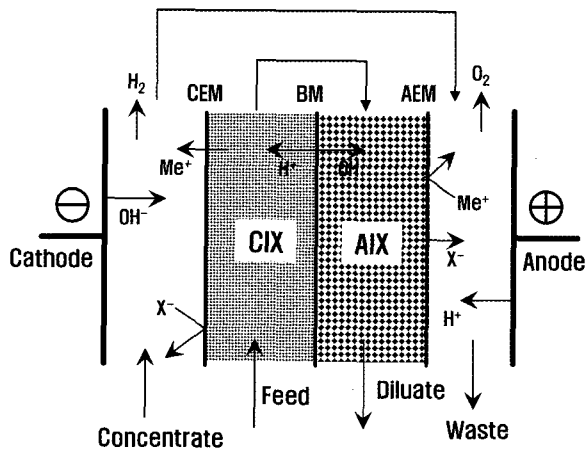 H₂
O₂
CEM
BM
AEM
Me⁺
H⁺
OH
Me⁺
OH⁻
CIX
AIX
Cathode
X⁻
Anode
X⁻
H⁺
Feed
Diluate
Concentrate
Waste